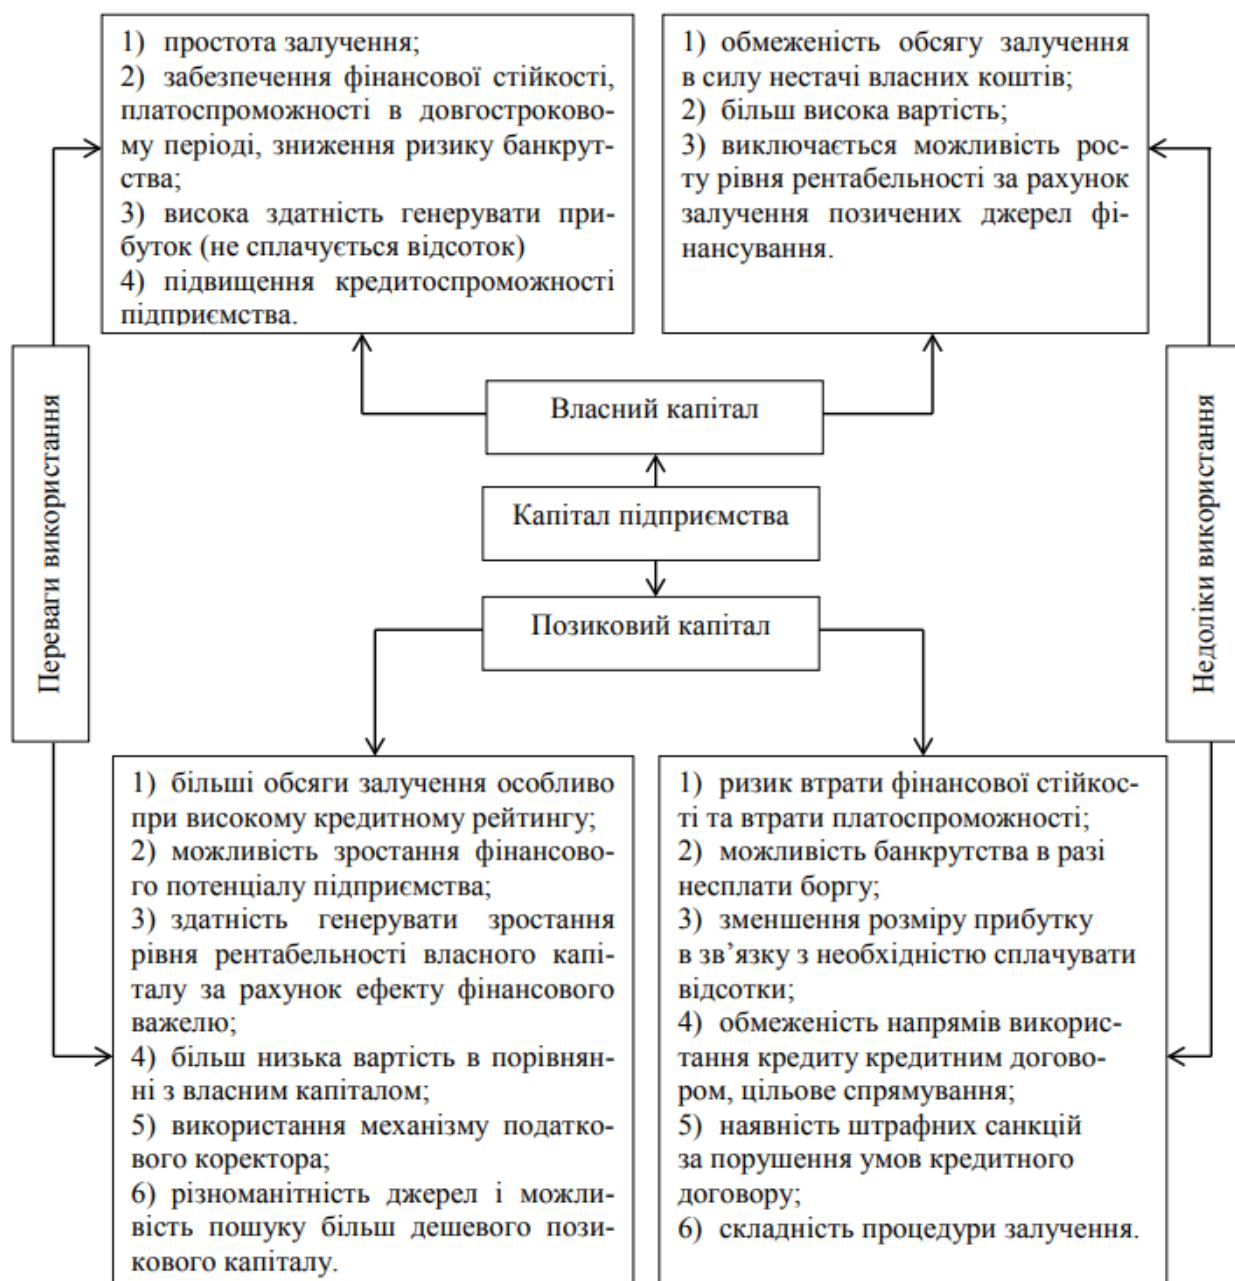 1) простота залучення;
2) забезпечення фінансової стійкості,
платоспроможності в довгостроково-
му періоді, зниження ризику банкрут-
ства;
3) висока здатність генерувати при-
буток (не сплачується відсоток)
4) підвищення кредитоспроможності
підприємства.
1) обмеженість обсягу залучення
в силу нестачі власних коштів;
2) більш висока вартість;
3) виключається можливість рос-
ту рівня рентабельності за рахунок
залучення позичених джерел фі-
нансування.
Переваги використання
Власний капітал
Капітал підприємства
Позиковий капітал
Недоліки використання
1) більші обсяги залучення особливо
при високому кредитному рейтингу;
2) можливість зростання фінансово-
го потенціалу підприємства;
3) здатність генерувати зростання
рівня рентабельності власного капі-
талу за рахунок ефекту фінансового
важелю;
4) більш низька вартість в порівнян-
ні з власним капіталом;
5) використання механізму податко-
вого коректора;
6) різноманітність джерел і можли-
вість пошуку більш дешевого пози-
кового капіталу.
1) ризик втрати фінансової стійкос-
ті та втрати платоспроможності;
2) можливість банкрутства в разі
несплати боргу;
3) зменшення розміру прибутку
в зв’язку з необхідністю сплачувати
відсотки;
4) обмеженість напрямів викорис-
тання кредиту кредитним догово-
ром, цільове спрямування;
5) наявність штрафних санкцій
за порушення умов кредитного
договору;
6) складність процедури залучення.